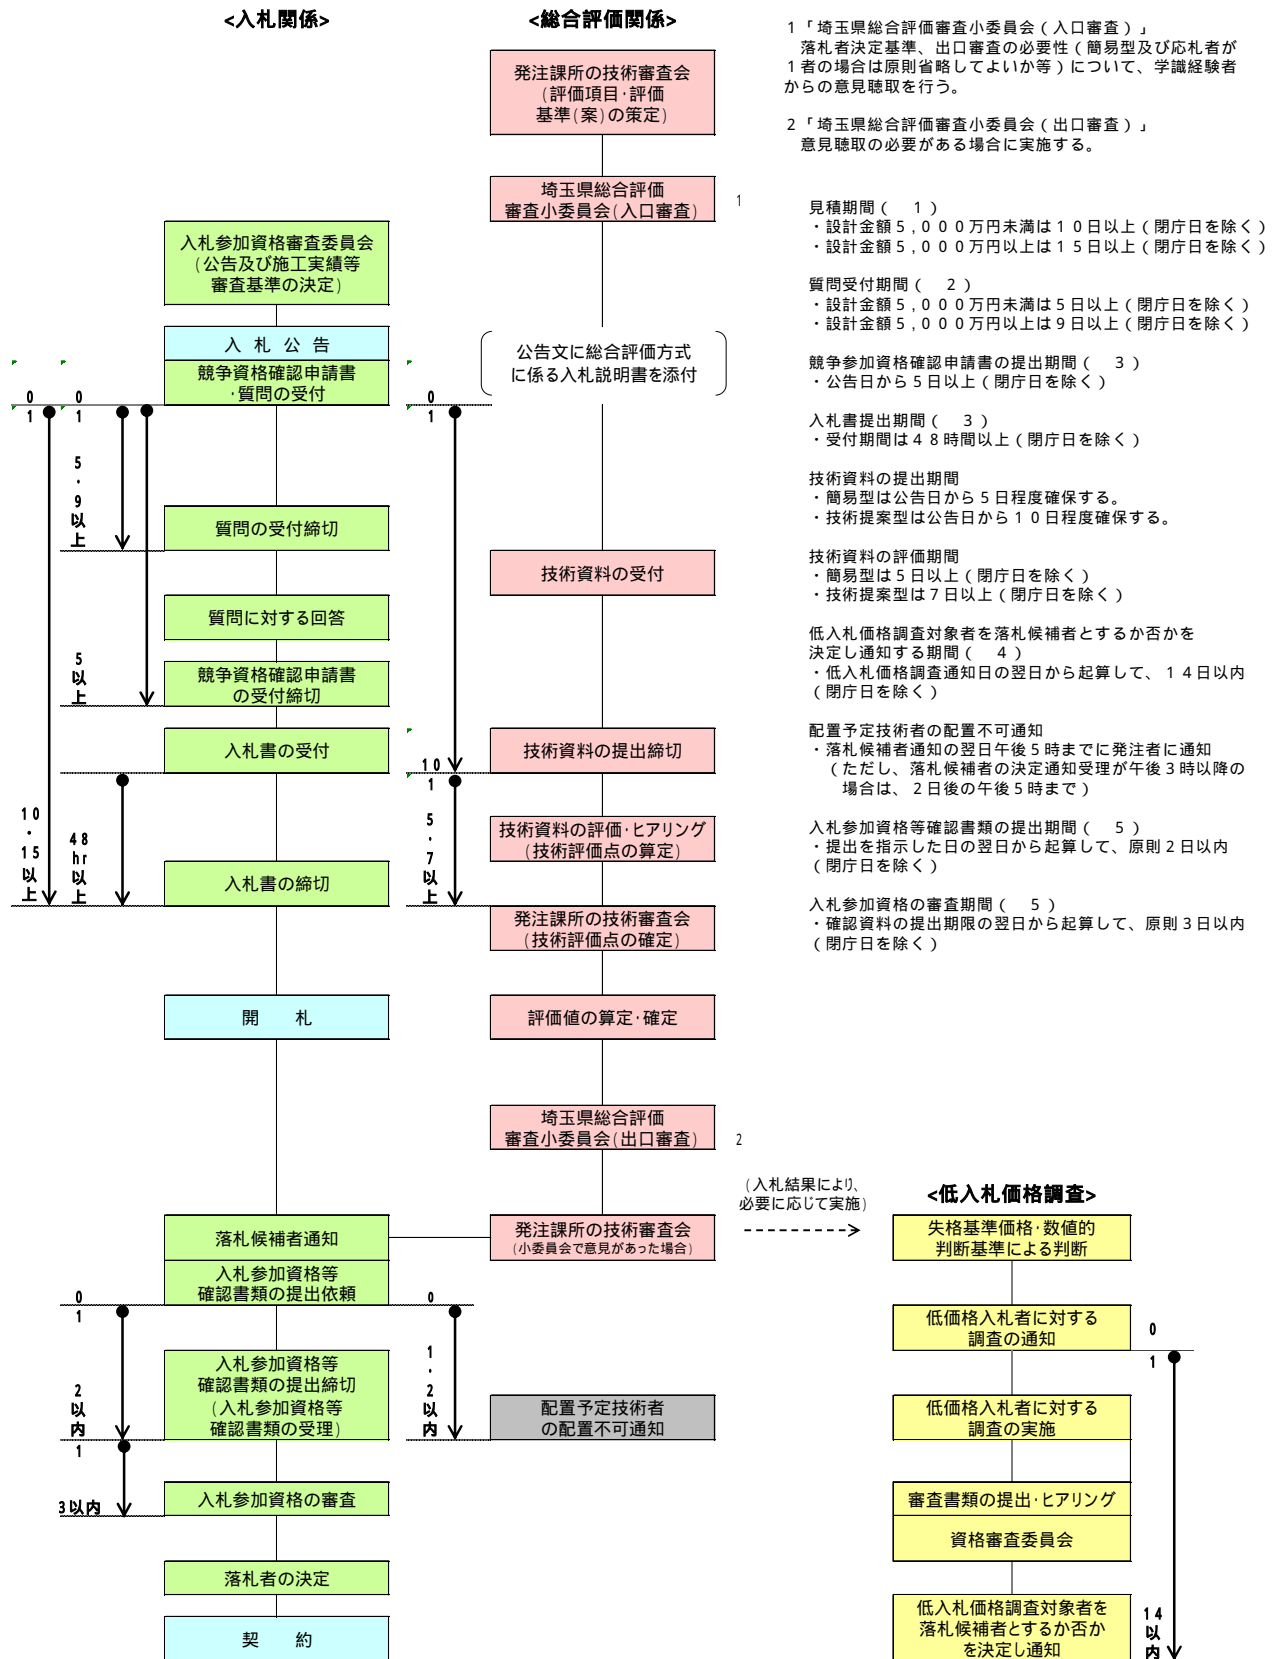 <入札関係>
<総合評価関係>
発注課所の技術審査会
(評価項目・評価
基準(案)の策定)
埼玉県総合評価
審査小委員会(入口審査)
1
入札参加資格審査委員会
(公告及び施工実績等
審査基準の決定)
入 札 公 告
競争資格確認申請書
・質問の受付
公告文に総合評価方式
に係る入札説明書を添付
0
1
0
1
0
1
5・9以上
質問の受付締切
技術資料の受付
質問に対する回答
5以上
競争資格確認申請書
の受付締切
入札書の受付
技術資料の提出締切
10
1
10・15以上
48hr以上
5・7以上
技術資料の評価・ヒアリング
(技術評価点の算定)
入札書の締切
発注課所の技術審査会
(技術評価点の確定)
開 札
評価値の算定・確定
埼玉県総合評価
審査小委員会(出口審査)
2
(入札結果により、
必要に応じて実施)
落札候補者通知
発注課所の技術審査会
(小委員会で意見があった場合)
入札参加資格等
確認書類の提出依頼
0
1
0
2以内
1・2以内
入札参加資格等
確認書類の提出締切
(入札参加資格等
確認書類の受理)
配置予定技術者
の配置不可通知
1
3以内
入札参加資格の審査
落札者の決定
契 約
<低入札価格調査>
失格基準価格・数値的
判断基準による判断
低価格入札者に対する
調査の通知
0
1
低価格入札者に対する
調査の実施
審査書類の提出・ヒアリング
資格審査委員会
低入札価格調査対象者を
落札候補者とするか否か
を決定し通知
14以内
1「埼玉県総合評価審査小委員会(入口審査)」
落札者決定基準、出口審査の必要性(簡易型及び応札者が
1者の場合は原則省略してよいか等)について、学識経験者
からの意見聴取を行う。
2「埼玉県総合評価審査小委員会(出口審査)」
意見聴取の必要がある場合に実施する。
見積期間( 1)
・設計金額5,000万円未満は10日以上(閉庁日を除く)
・設計金額5,000万円以上は15日以上(閉庁日を除く)
質問受付期間( 2)
・設計金額5,000万円未満は5日以上(閉庁日を除く)
・設計金額5,000万円以上は9日以上(閉庁日を除く)
競争参加資格確認申請書の提出期間( 3)
・公告日から5日以上(閉庁日を除く)
入札書提出期間( 3)
・受付期間は48時間以上(閉庁日を除く)
技術資料の提出期間
・簡易型は公告日から5日程度確保する。
・技術提案型は公告日から10日程度確保する。
技術資料の評価期間
・簡易型は5日以上(閉庁日を除く)
・技術提案型は7日以上(閉庁日を除く)
低入札価格調査対象者を落札候補者とするか否かを
決定し通知する期間( 4)
・低入札価格調査通知日の翌日から起算して、14日以内
(閉庁日を除く)
配置予定技術者の配置不可通知
・落札候補者通知の翌日午後5時までに発注者に通知
(ただし、落札候補者の決定通知受理が午後3時以降の
場合は、2日後の午後5時まで)
入札参加資格等確認書類の提出期間( 5)
・提出を指示した日の翌日から起算して、原則2日以内
(閉庁日を除く)
入札参加資格の審査期間( 5)
・確認資料の提出期限の翌日から起算して、原則3日以内
(閉庁日を除く)